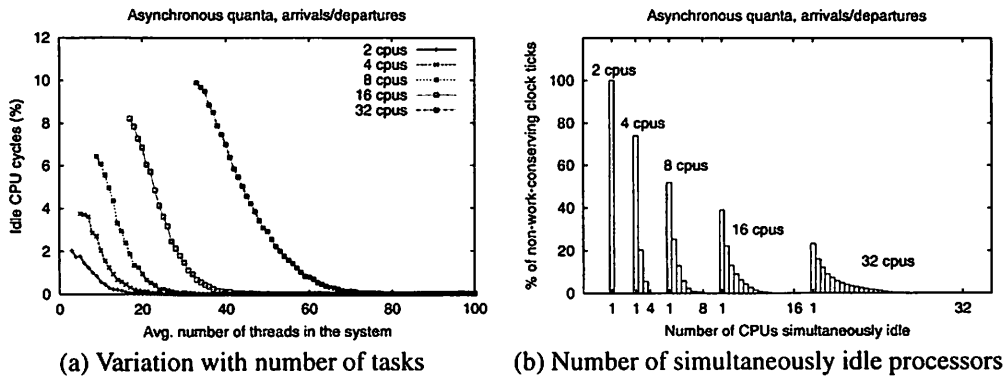 Asynchronous quanta, arrivals/departures
Idle CPU cycles (%)
12
10
8
6
4
2
0
2 cpus
4 cpus
8 cpus
16 cpus
32 cpus
0 20 40 60 80 100
Avg. number of threads in the system
(a) Variation with number of tasks
Asynchronous quanta, arrivals/departures
% of non-work-conserving clock ticks
100
80
60
40
20
0
2 cpus
4 cpus
8 cpus
16 cpus
32 cpus
1 1 4 1 8 1 16 1 32
Number of CPUs simultaneously idle
(b) Number of simultaneously idle processors